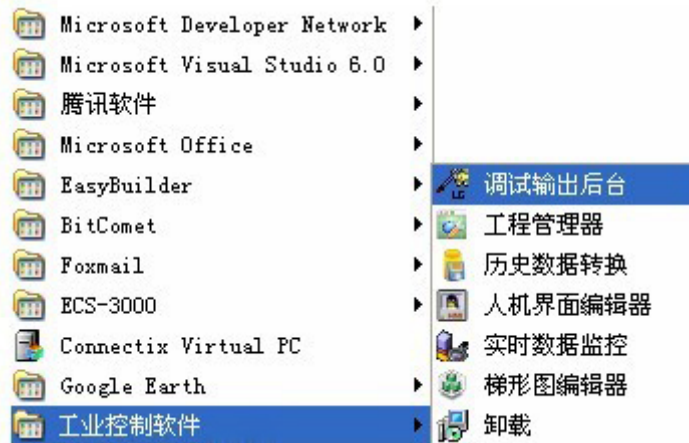 Microsoft Developer Network
Microsoft Visual Studio 6.0
腾讯软件
Microsoft Office
EasyBuilder
BitComet
Foxmail
ECS-3000
Connectix Virtual PC
Google Earth
工业控制软件
调试输出后台
工程管理器
历史数据转换
人机界面编辑器
实时数据监控
梯形图编辑器
卸载